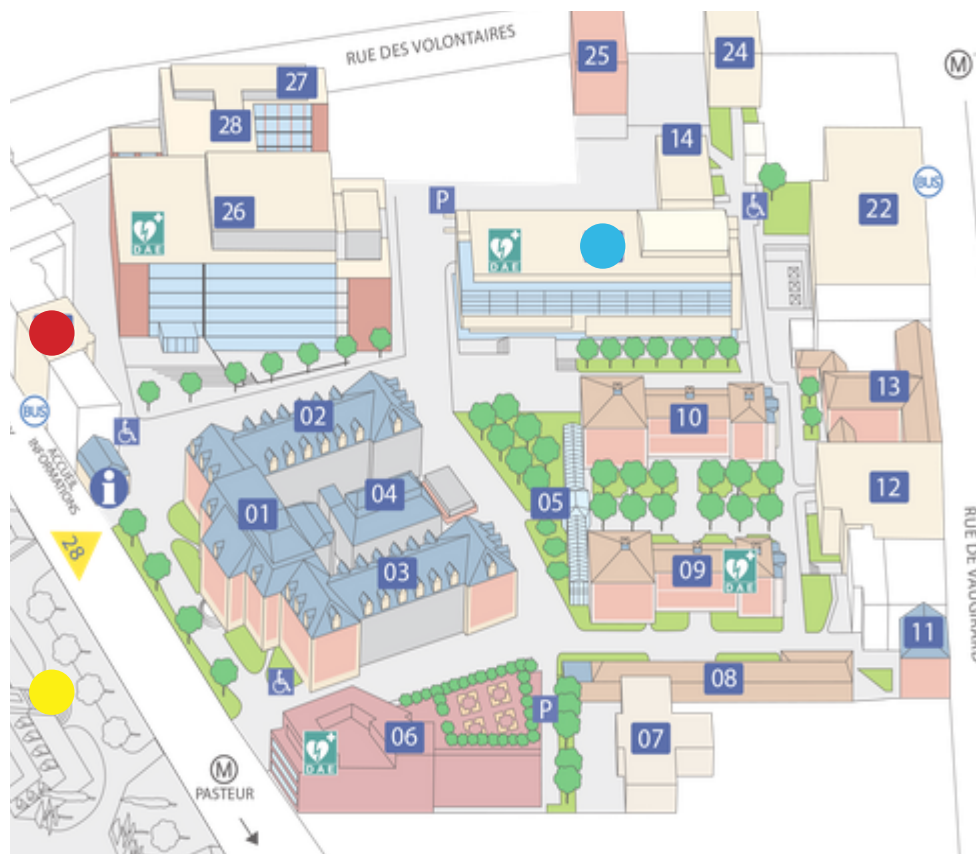 RUE DES VOLONTAIRES
25
24
M
27
28
14
BUS
P
22
26
DAE
DAE
BUS
ACCUEIL
INFORMATIONS
i
02
10
13
04
05
12
01
28
03
09
DAE
RUE DE VAUGIRARD
11
08
P
06
07
DAE
M
PASTEUR